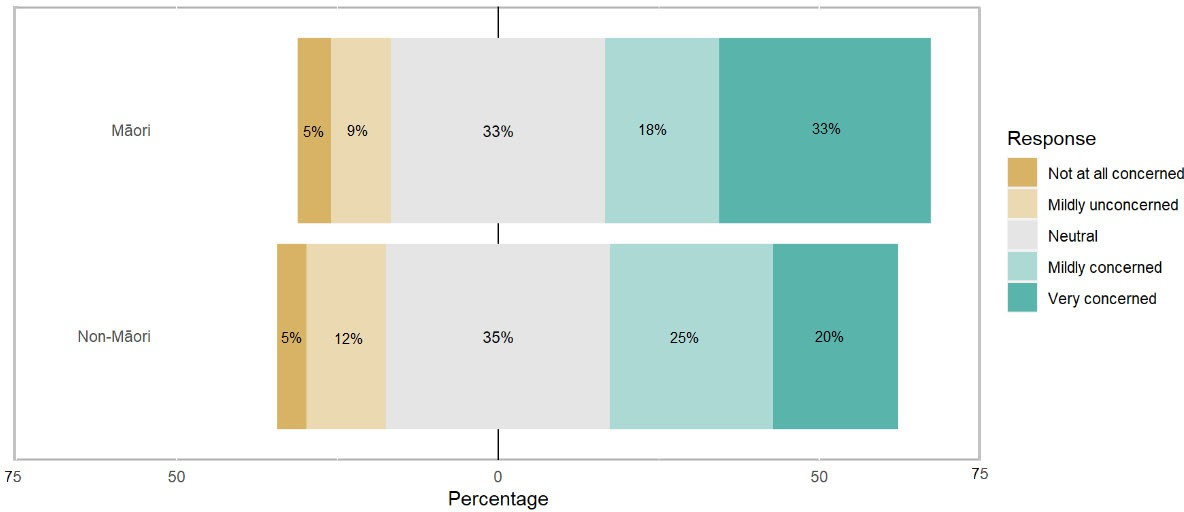 Māori
5% 9% 33% 18% 33%
Non-Māori
5% 12% 35% 25% 20%
75 50 0 50 75
Percentage
Response
Not at all concerned
Mildly unconcerned
Neutral
Mildly concerned
Very concerned